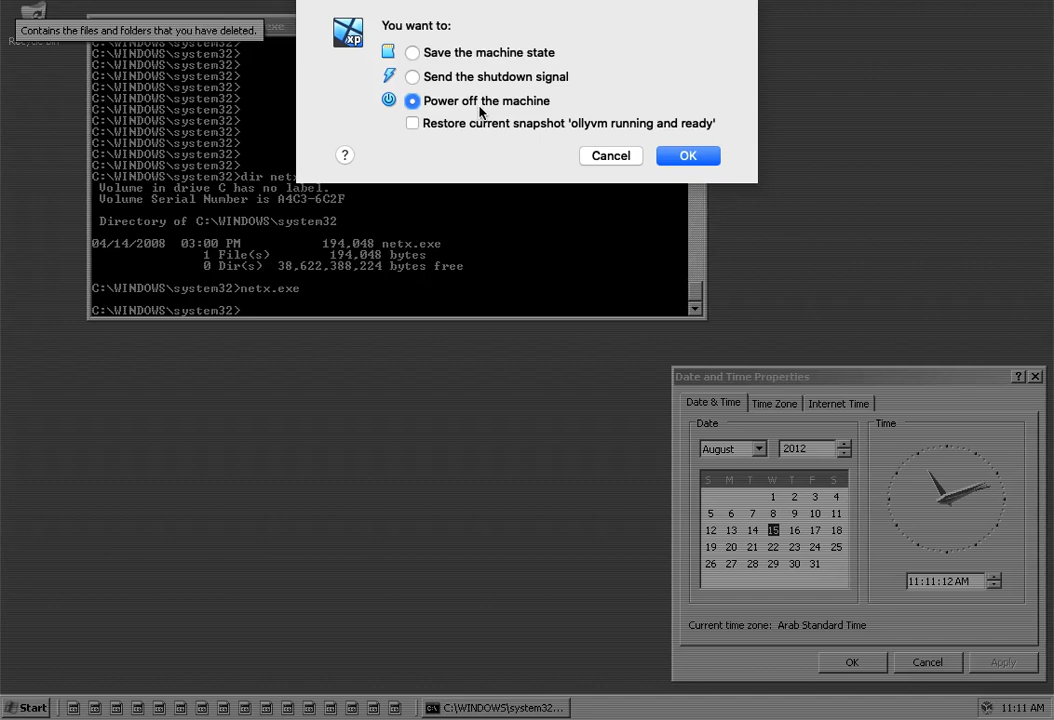 Contains the files and folders that you have deleted.
You want to:
Save the machine state
Send the shutdown signal
Power off the machine
Restore current snapshot 'ollyvm running and ready'
?
Cancel
OK
C:\WINDOWS\system32>
C:\WINDOWS\system32>
C:\WINDOWS\system32>
C:\WINDOWS\system32>
C:\WINDOWS\system32>
C:\WINDOWS\system32>
C:\WINDOWS\system32>
C:\WINDOWS\system32>
C:\WINDOWS\system32>
C:\WINDOWS\system32>
C:\WINDOWS\system32>
C:\WINDOWS\system32>dir netx
Volume in drive C has no label.
Volume Serial Number is A4C3-6C2F
Directory of C:\WINDOWS\system32
04/14/2008 03:00 PM 194,048 netx.exe
1 File(s) 194,048 bytes
0 Dir(s) 38,622,388,224 bytes free
C:\WINDOWS\system32>netx.exe
C:\WINDOWS\system32>
Date and Time Properties
Date & Time
Time Zone
Internet Time
Date
Time
August
2012
S M T W T F S
1 2 3 4
5 6 7 8 9 10 11
12 13 14 15 16 17 18
19 20 21 22 23 24 25
26 27 28 29 30 31
11:11:12 AM
Current time zone: Arab Standard Time
OK
Cancel
Apply
Start
C:\WINDOWS\system32...
11:11 AM